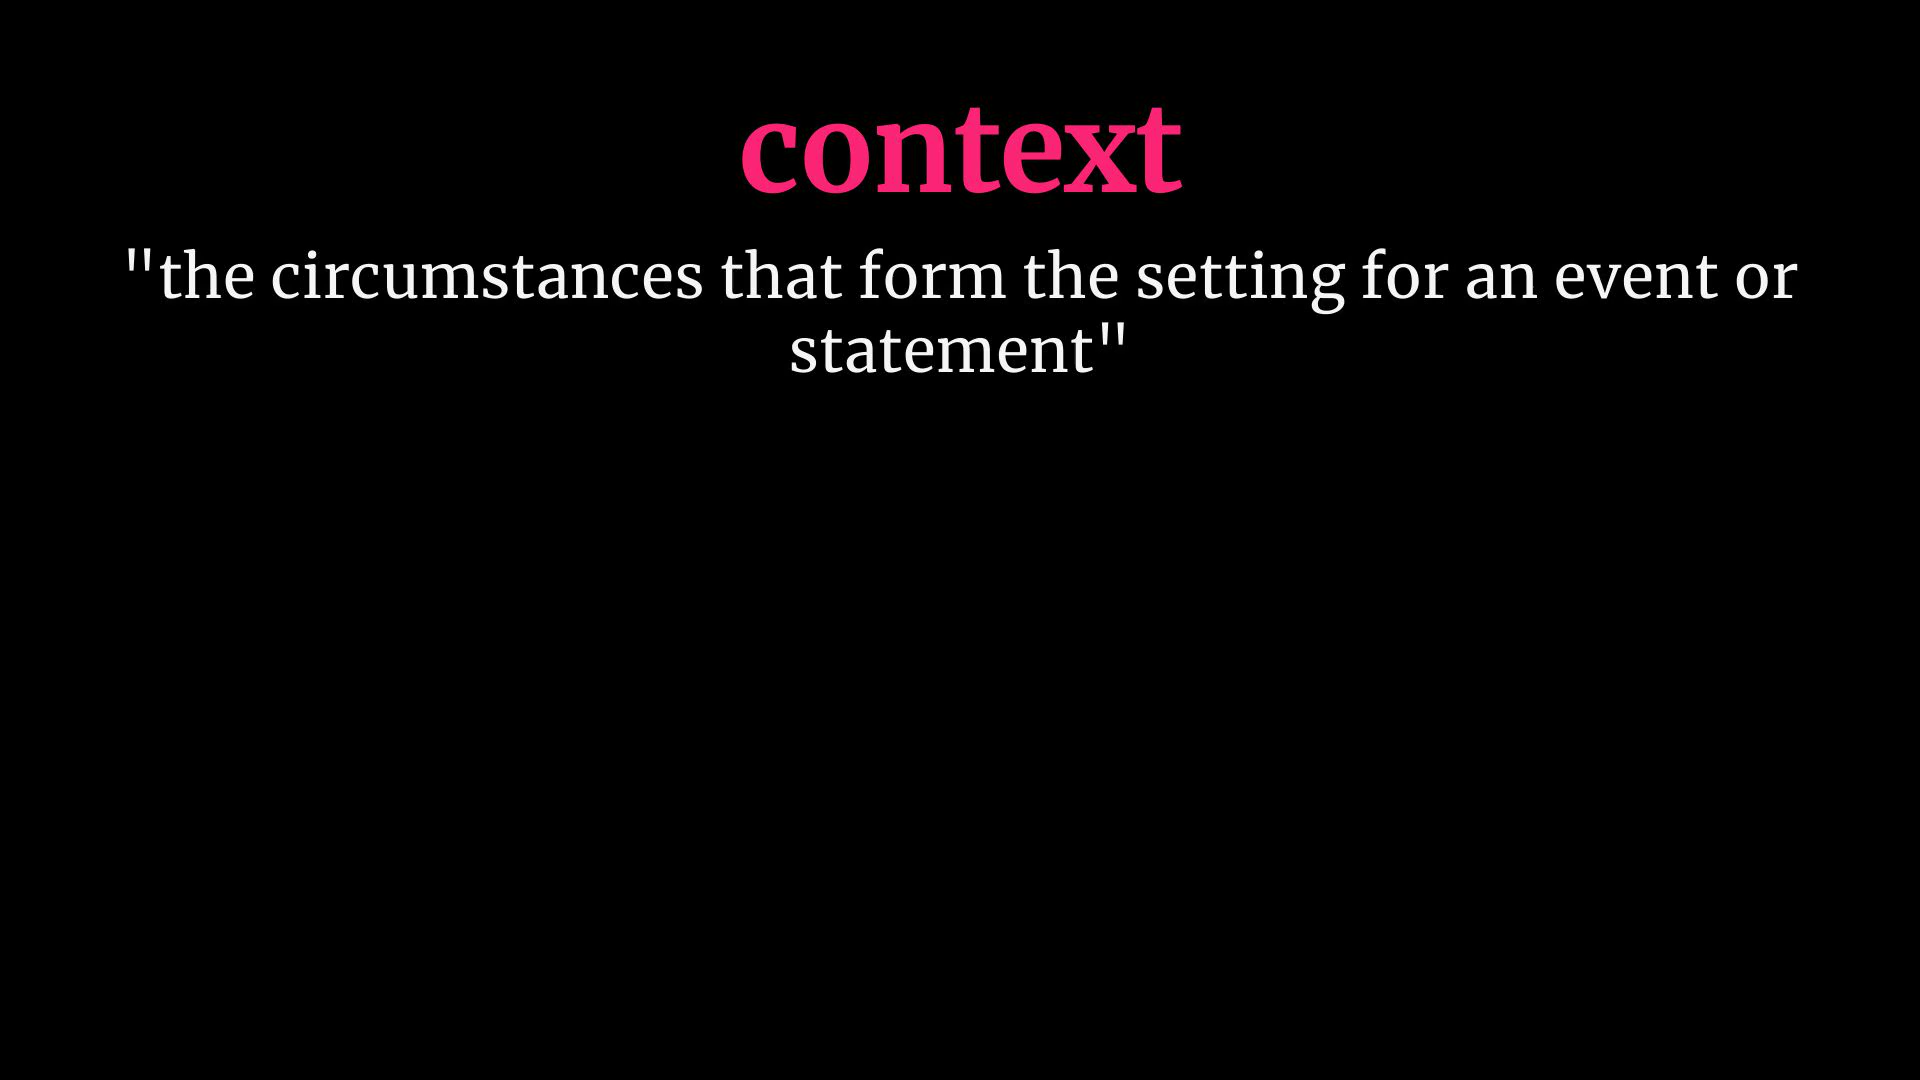 context
"the circumstances that form the setting for an event or
statement"